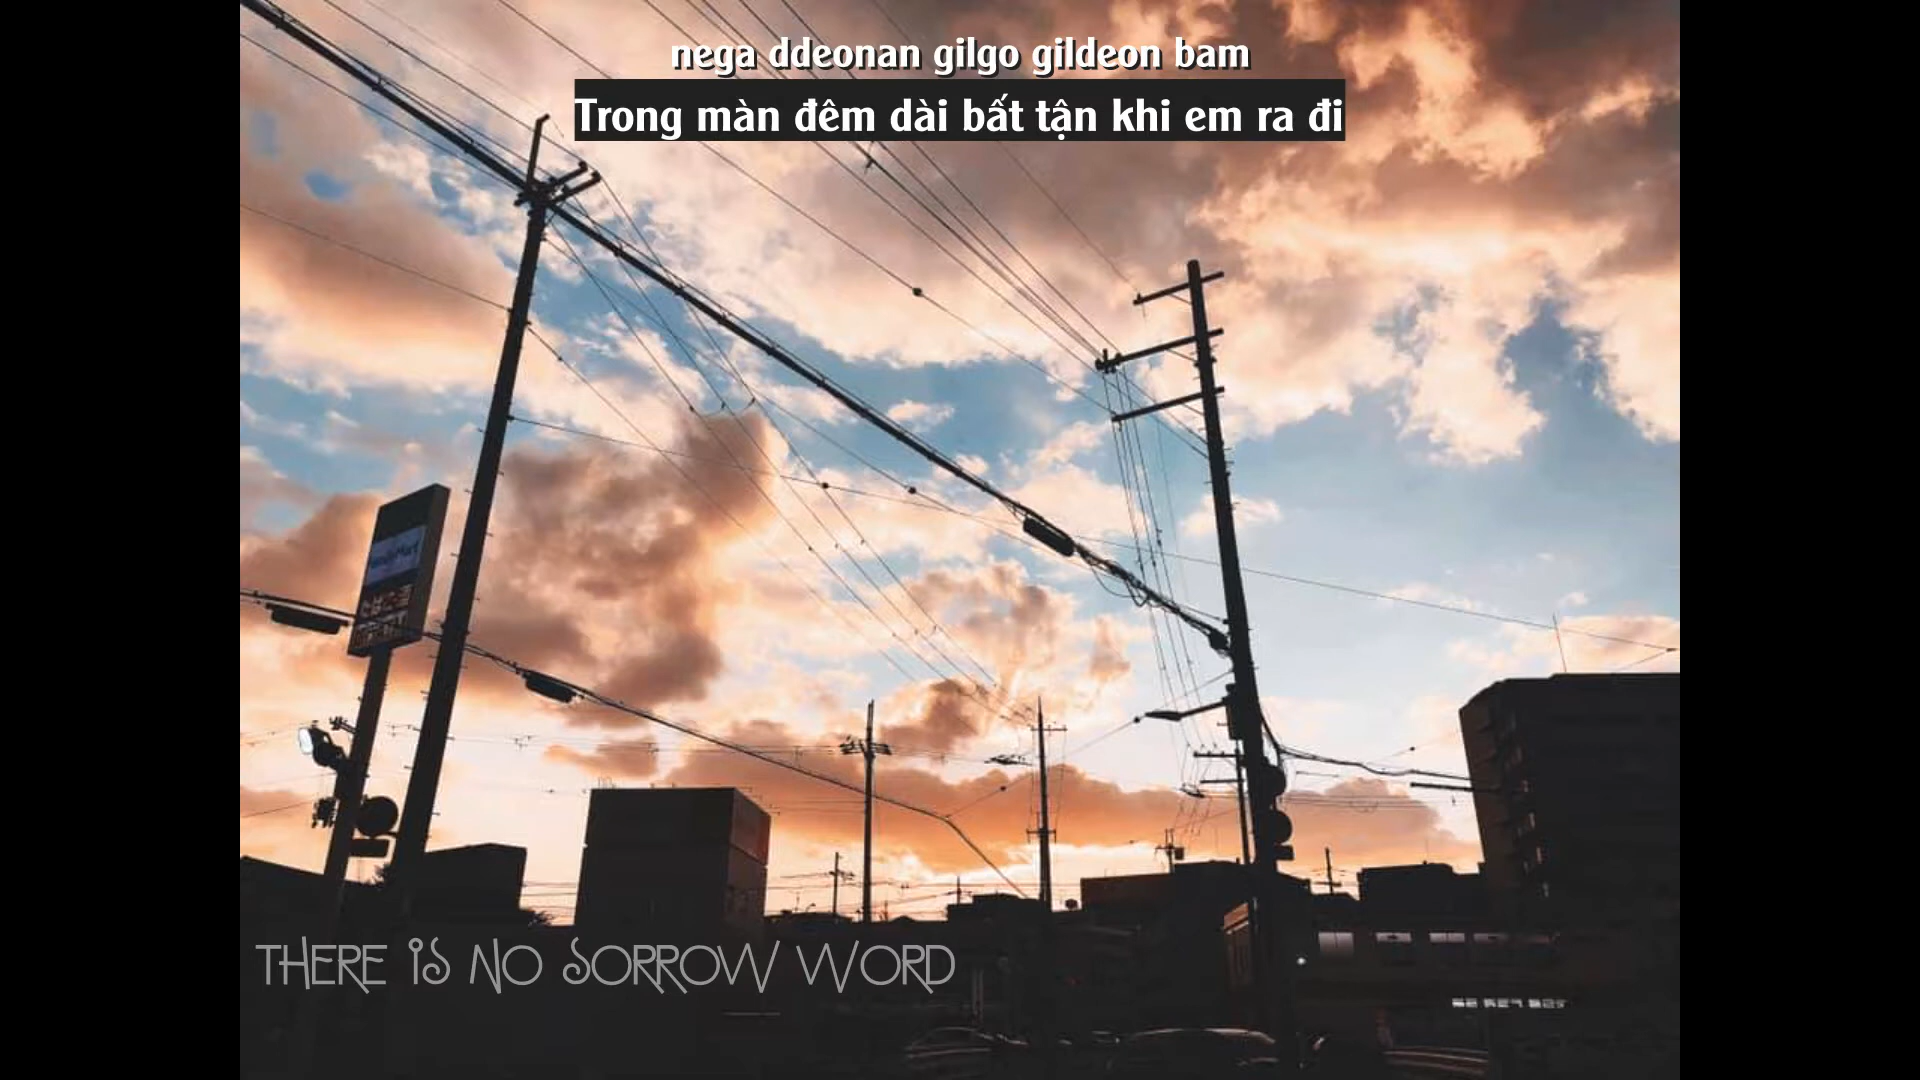 nega ddeonan gilgo gildeon bam
Trong màn đêm dài bất tận khi em ra đi
FamilyMart
THERE IS NO SORROW WORD